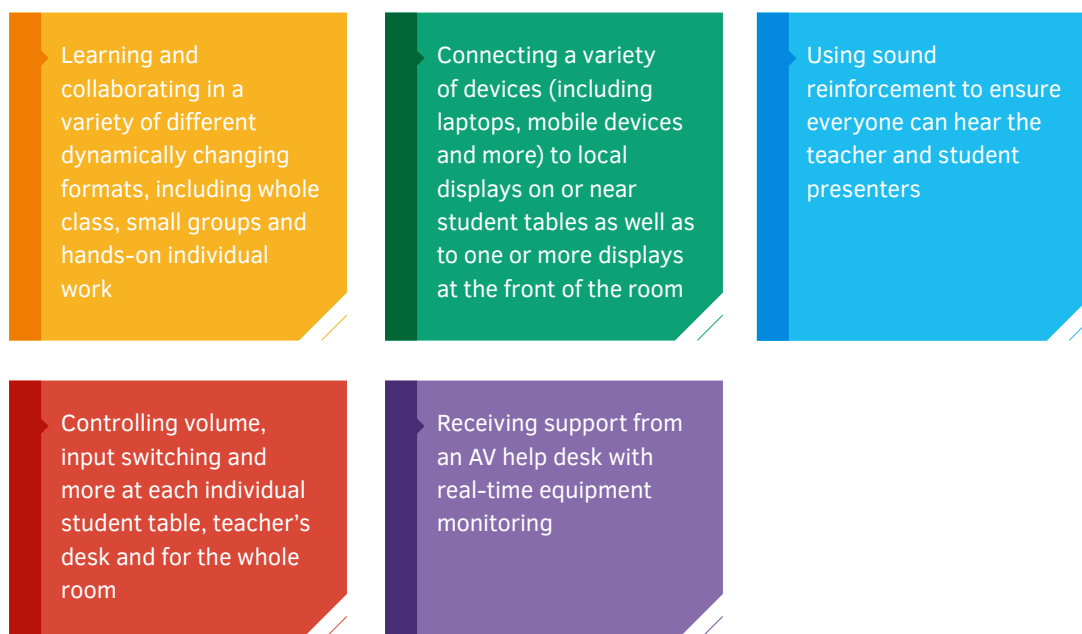 Learning and
collaborating in a
variety of different
dynamically changing
formats, including whole
class, small groups and
hands-on individual
work
Connecting a variety
of devices (including
laptops, mobile devices
and more) to local
displays on or near
student tables as well as
to one or more displays
at the front of the room
Using sound
reinforcement to ensure
everyone can hear the
teacher and student
presenters
Controlling volume,
input switching and
more at each individual
student table, teacher’s
desk and for the whole
room
Receiving support from
an AV help desk with
real-time equipment
monitoring